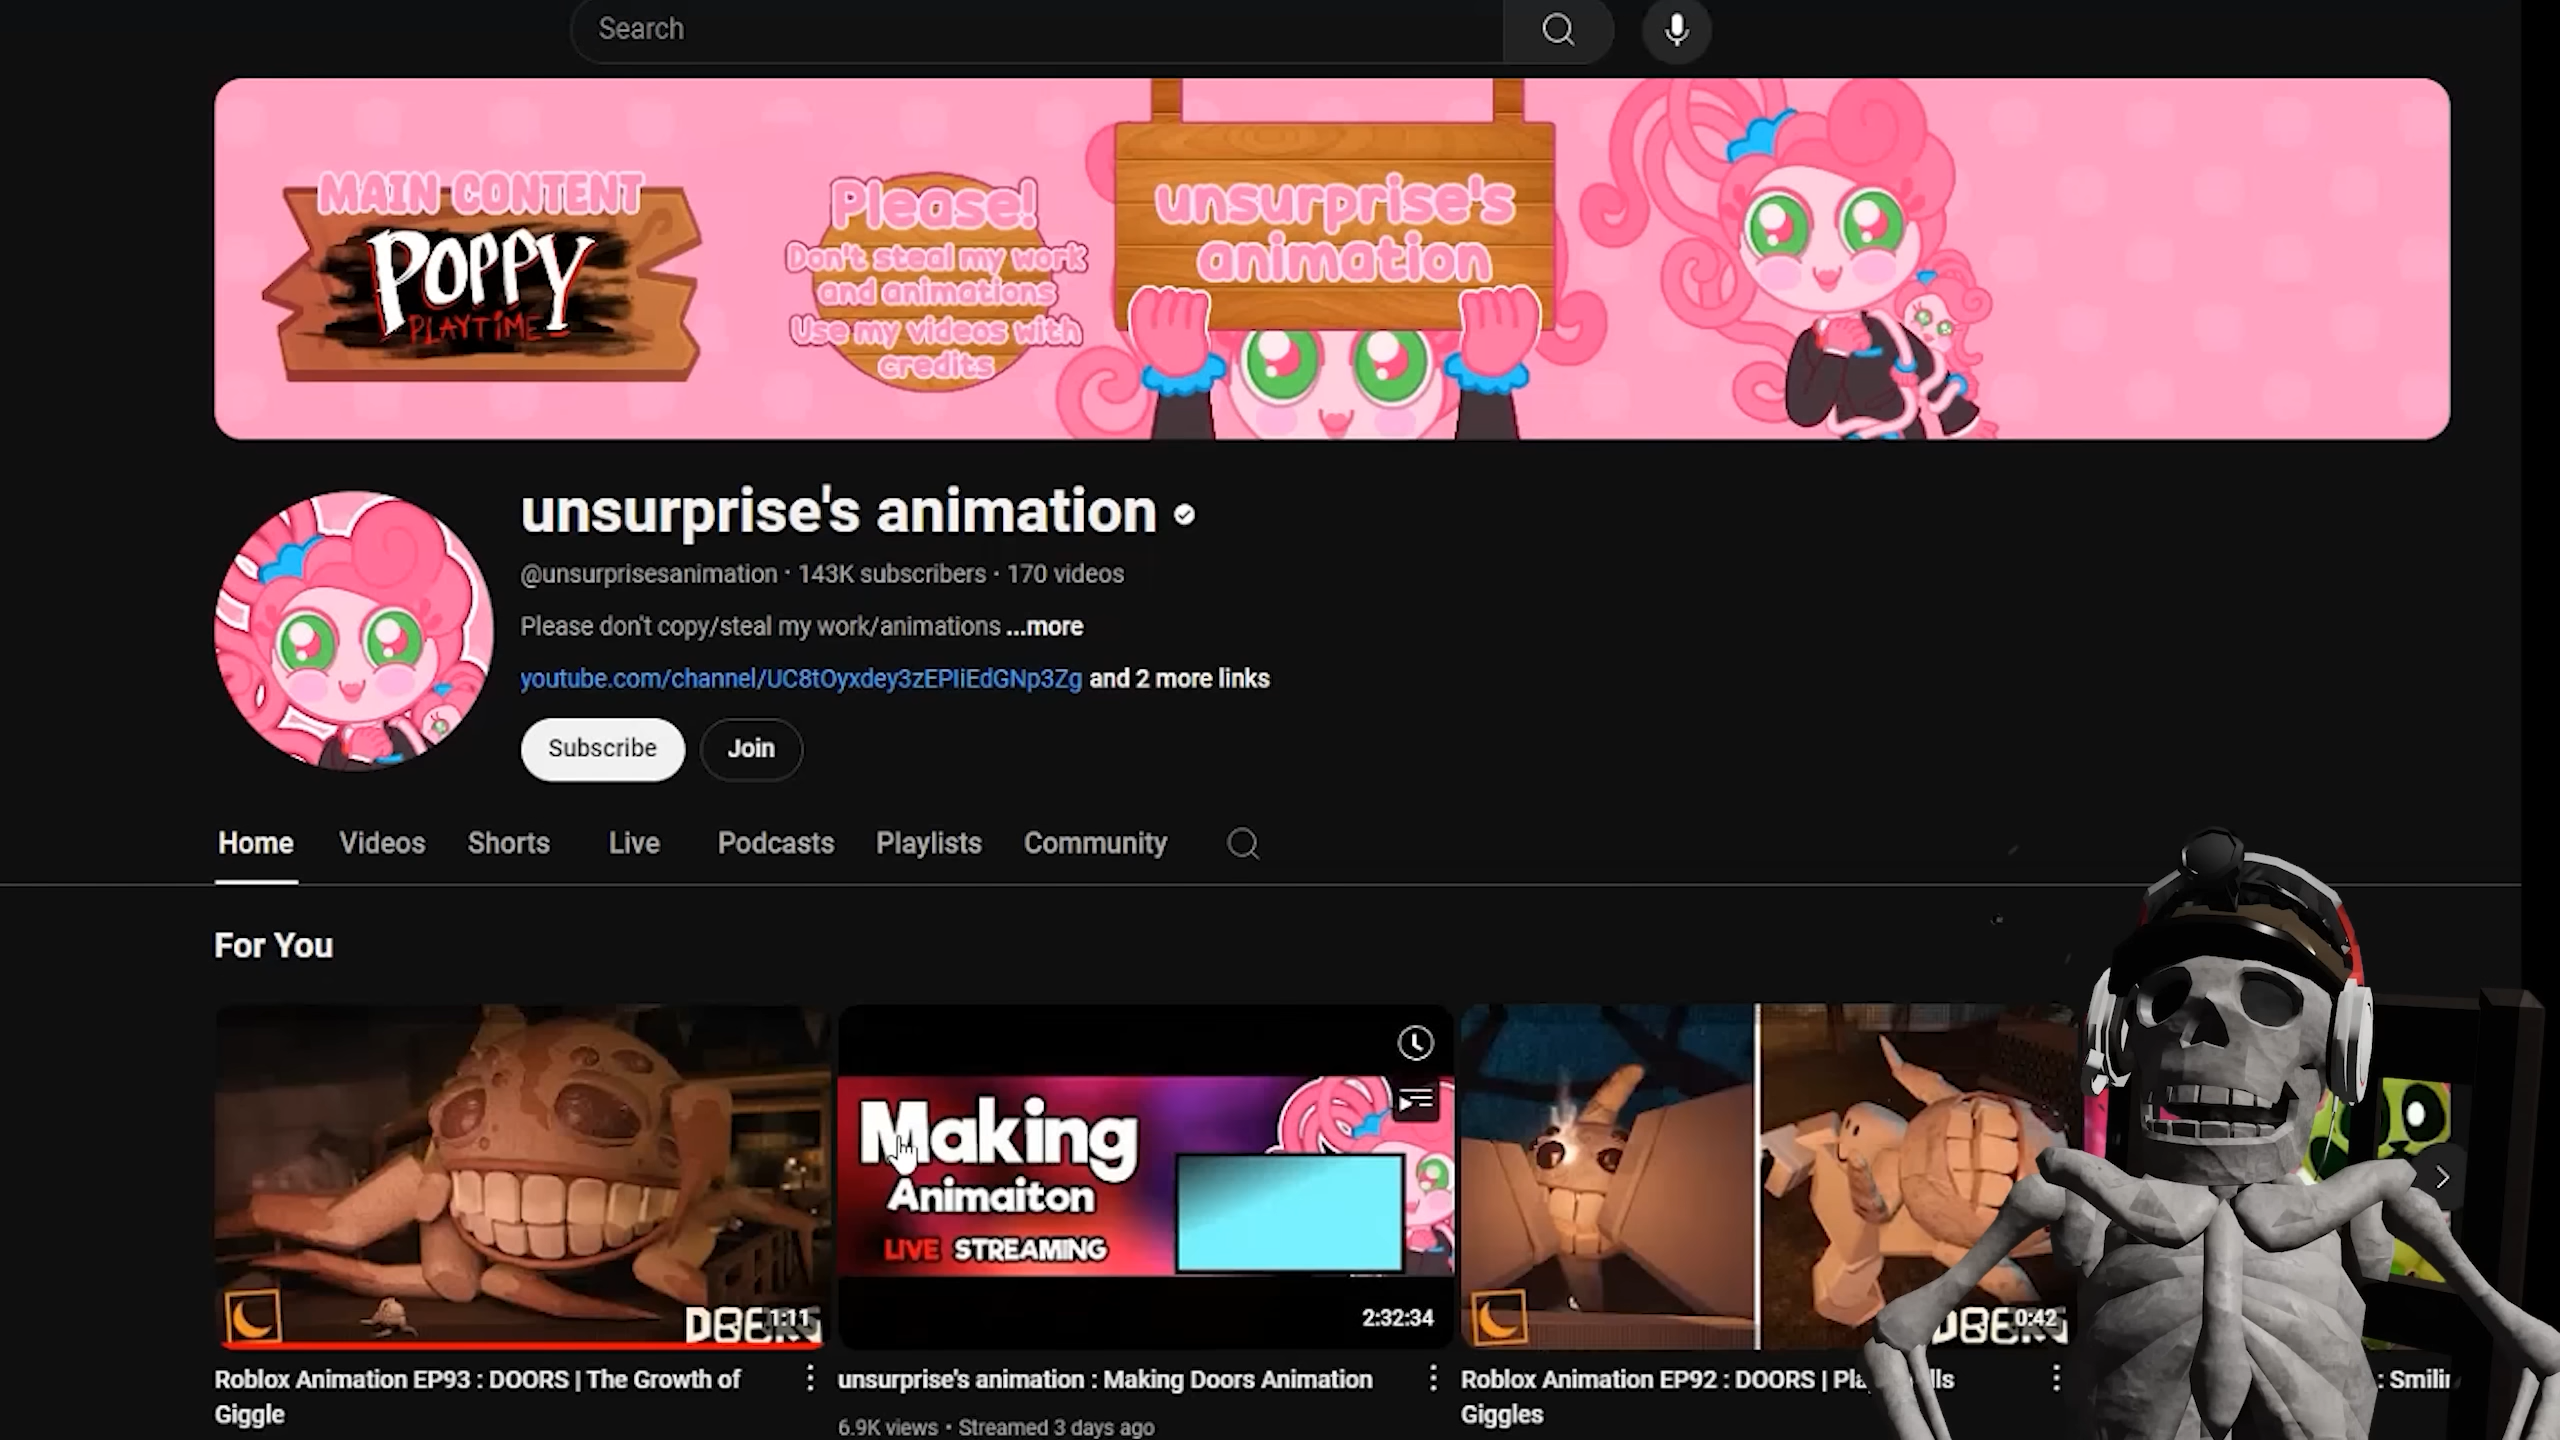 Search
MAIN CONTENT
POPPY
PLAYTIME
Please!
Don't steal my work
and animations
Use my videos with
credits
unsurprise's
animation
unsurprise's animation
@unsurprisesanimation · 143K subscribers · 170 videos
Please don't copy/steal my work/animations ...more
youtube.com/channel/UC8tOyxdey3zEPIiEdGNp3Zg and 2 more links
Subscribe
Join
Home
Videos
Shorts
Live
Podcasts
Playlists
Community
For You
1:11
Making
Animaiton
LIVE STREAMING
2:32:34
0:42
Roblox Animation EP93 : DOORS | The Growth of
Giggle
unsurprise's animation : Making Doors Animation
6.9K views • Streamed 3 days ago
Roblox Animation EP92 : DOORS |
Giggles